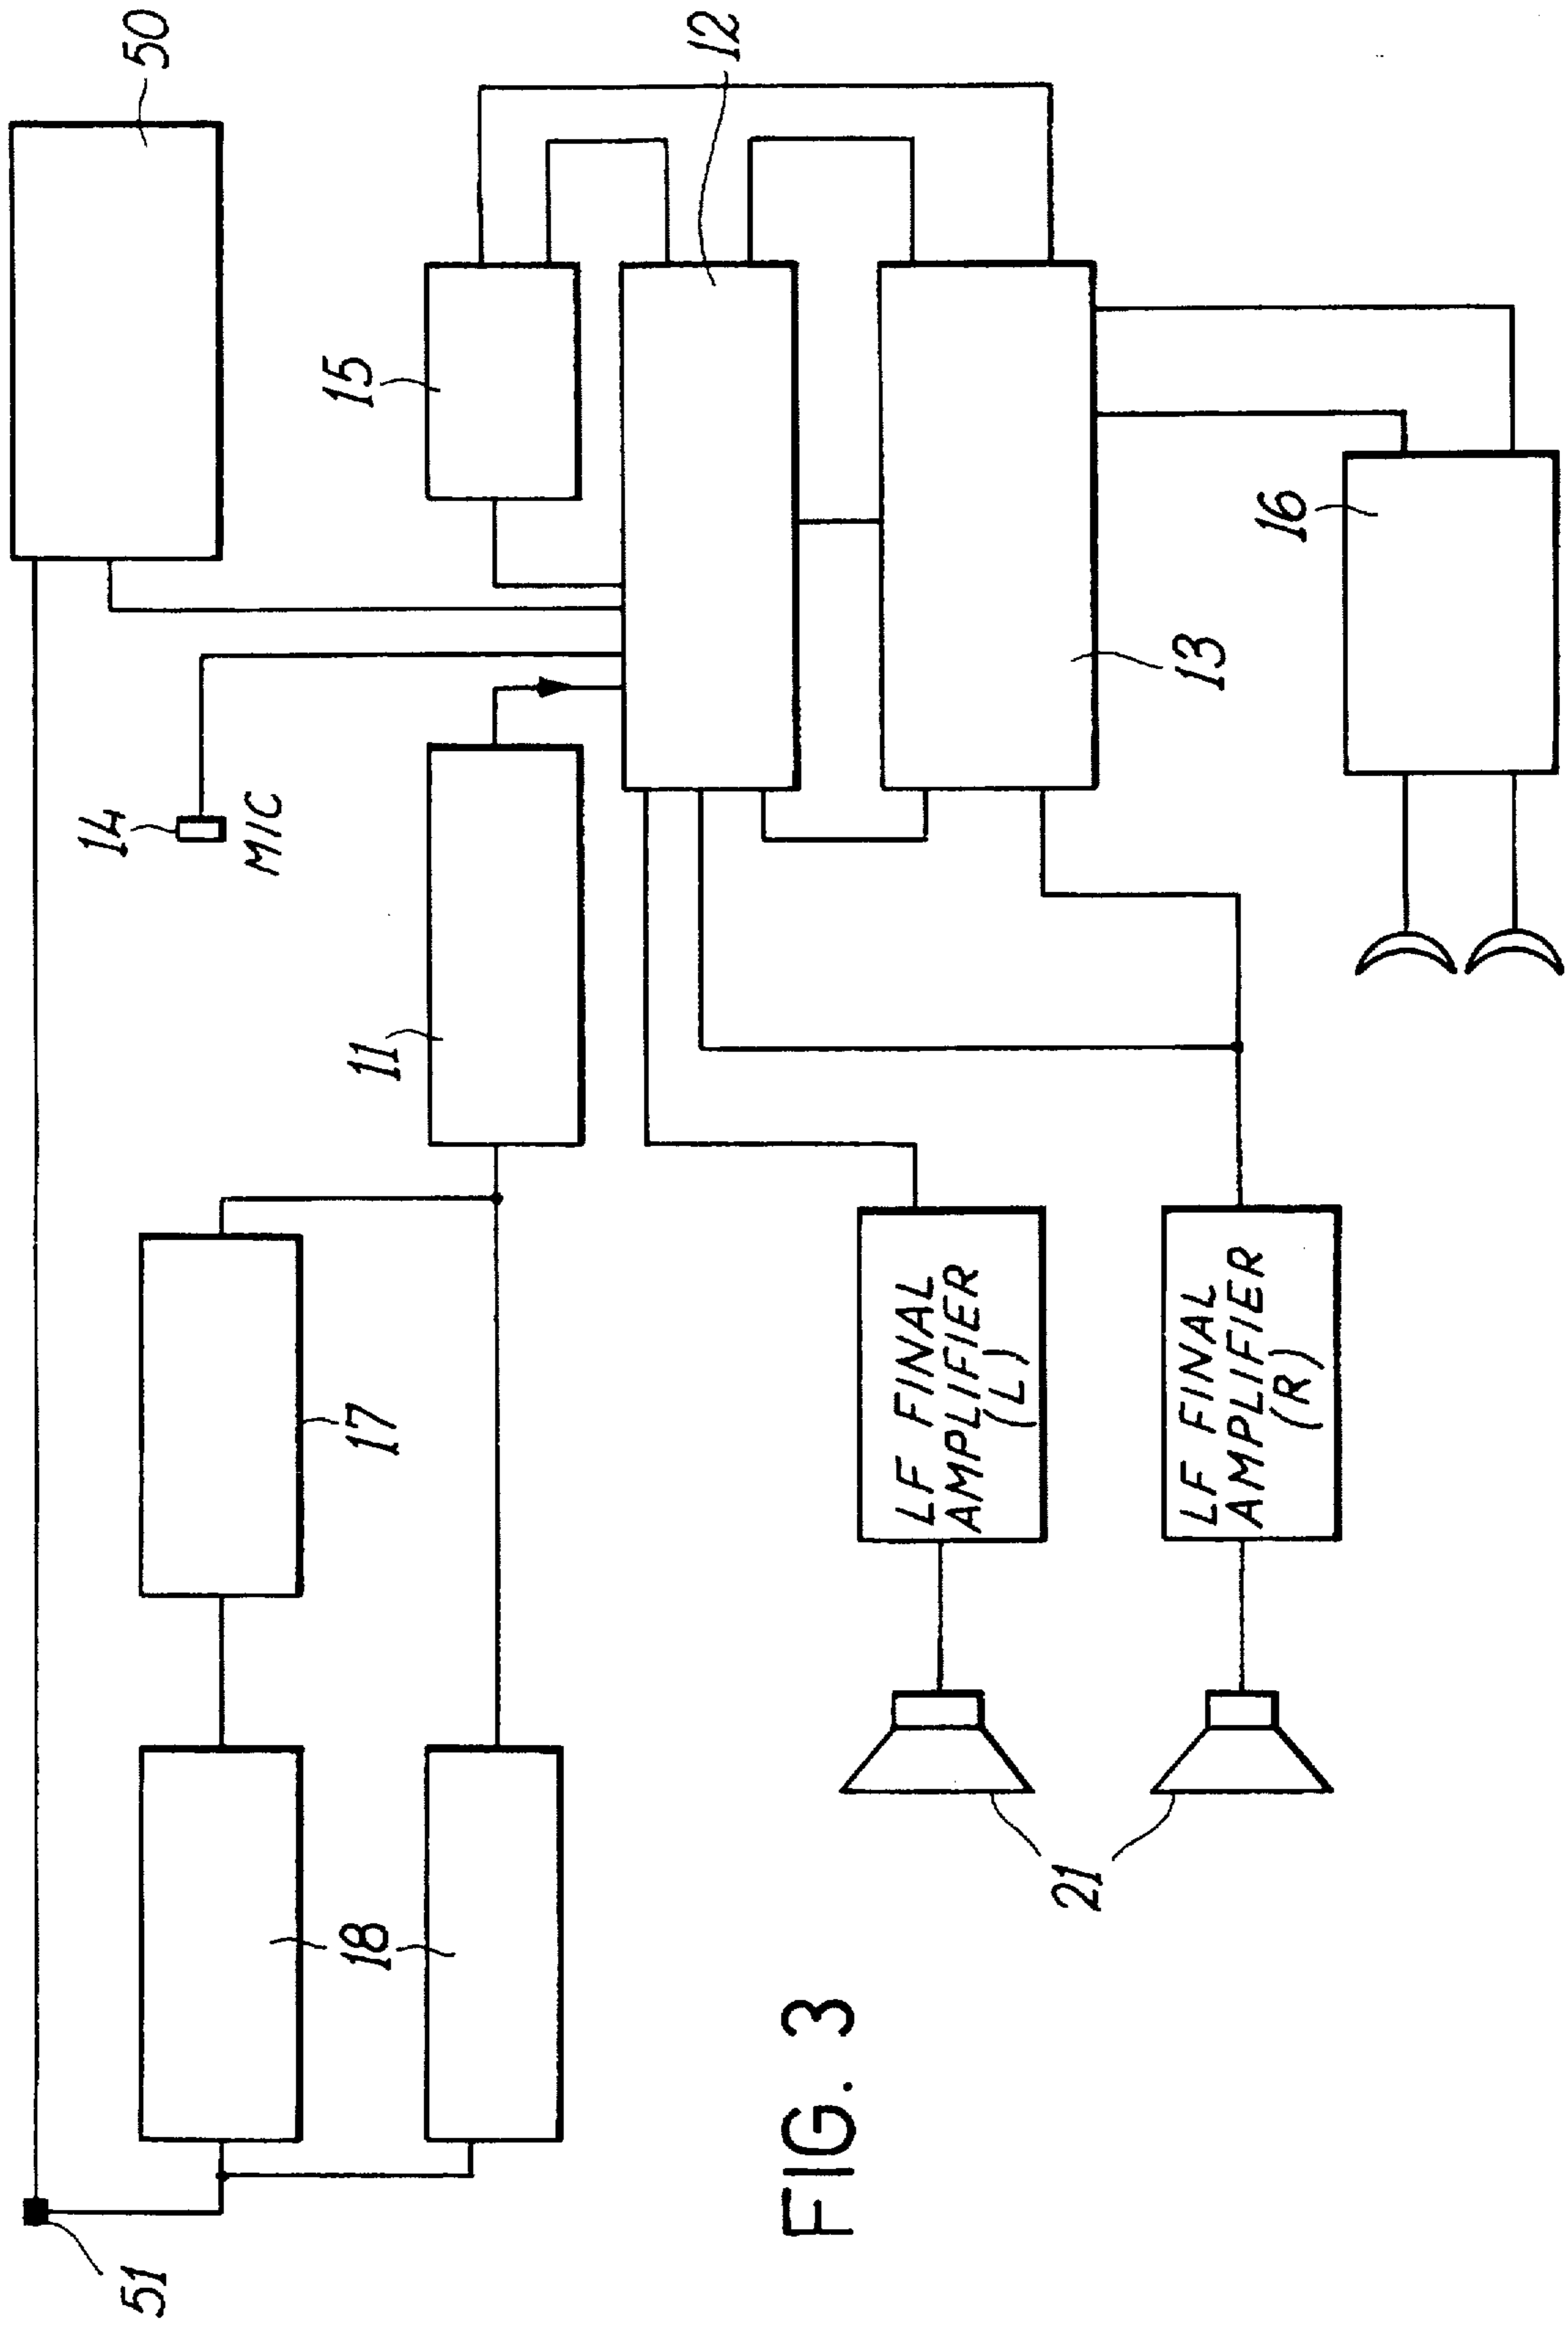 50
12
15
14
MIC
11
16
13
17
LF FINAL
AMPLIFIER
(L)
LF FINAL
AMPLIFIER
(R)
18
21
51
FIG. 3